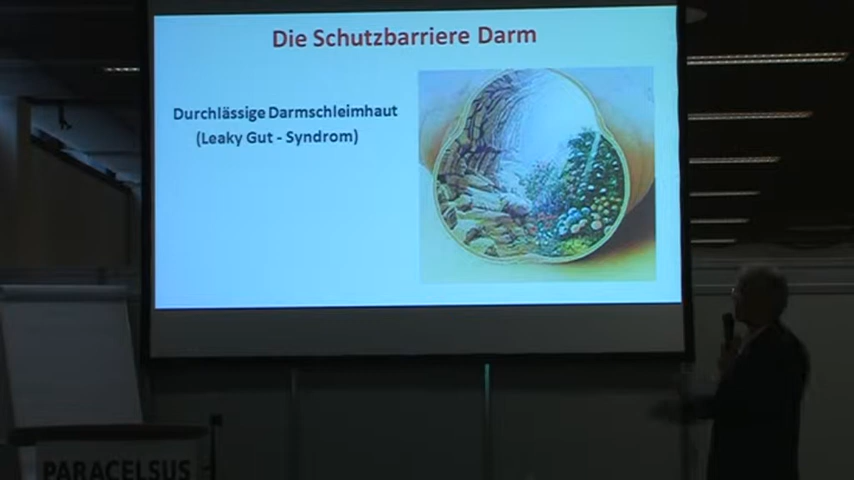 Die Schutzbarriere Darm
Durchlässige Darmschleimhaut
(Leaky Gut - Syndrom)
PARACELSUS